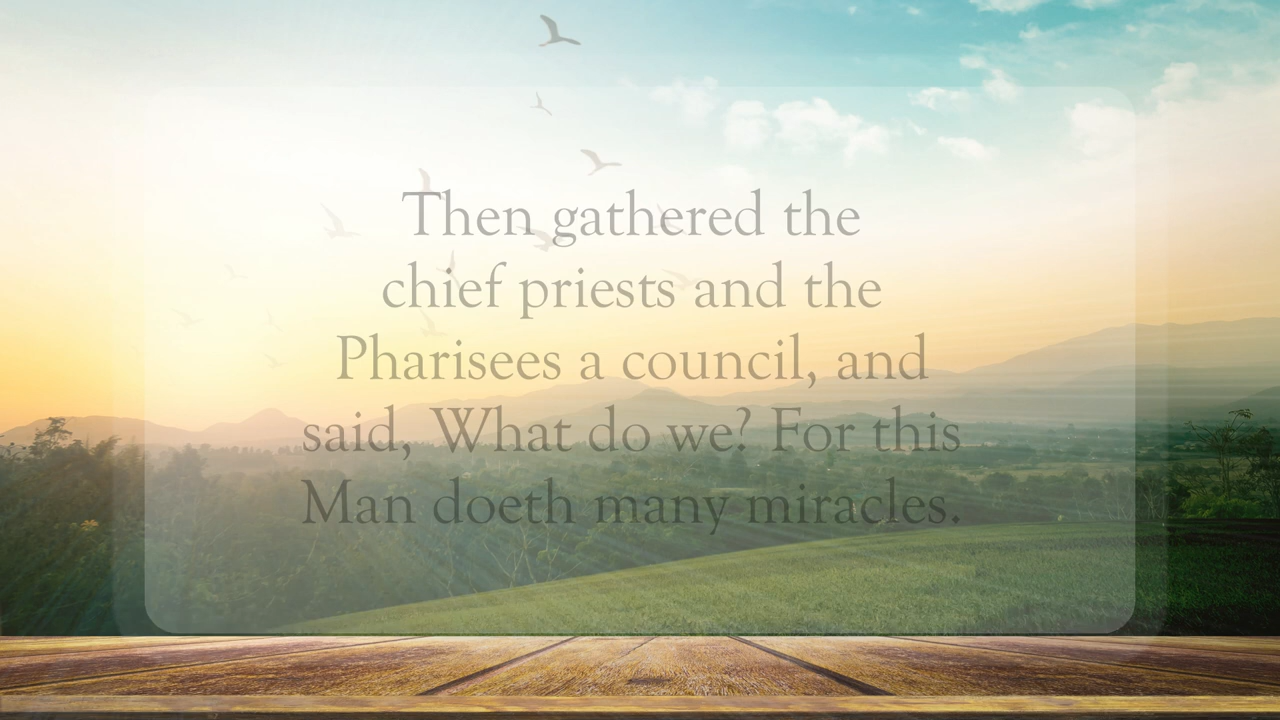 Then gathered the
chief priests and the
Pharisees a council, and
said, What do we? For this
Man doeth many miracles.